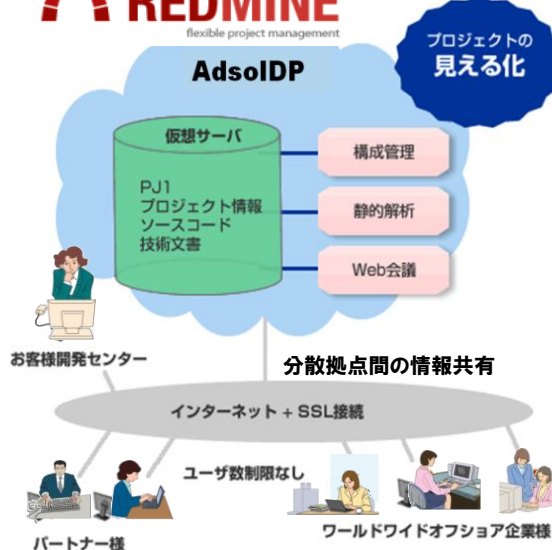 REDMINE
flexible project management
プロジェクトの
見える化
AdsolDP
仮想サーバ
PJ1
プロジェクト情報
ソースコード
技術文書
構成管理
静的解析
Web会議
お客様開発センター
分散拠点間の情報共有
インターネット + SSL接続
ユーザ数制限なし
パートナー様
ワールドワイドオフショア企業様